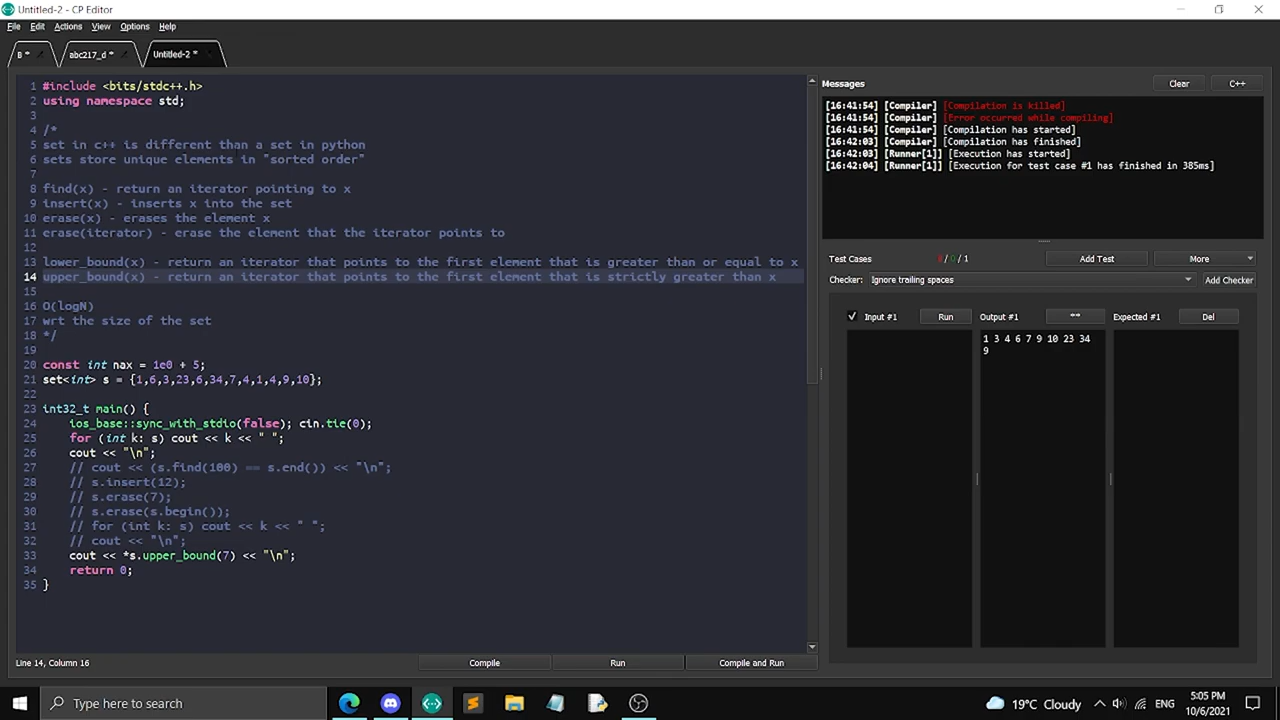 Untitled-2 - CP Editor
File Edit Actions View Options Help
B * abc217_d * Untitled-2 *
1 #include <bits/stdc++.h>
2 using namespace std;
3
4 /*
5 set in c++ is different than a set in python
6 sets store unique elements in "sorted order"
7
8 find(x) - return an iterator pointing to x
9 insert(x) - inserts x into the set
10 erase(x) - erases the element x
11 erase(iterator) - erase the element that the iterator points to
12
13 lower_bound(x) - return an iterator that points to the first element that is greater than or equal to x
14 upper_bound(x) - return an iterator that points to the first element that is strictly greater than x
15
16 O(logN)
17 wrt the size of the set
18 */
19
20 const int nax = 1e0 + 5;
21 set<int> s = {1,6,3,23,6,34,7,4,1,4,9,10};
22
23 int32_t main() {
24 ios_base::sync_with_stdio(false); cin.tie(0);
25 for (int k: s) cout << k << " ";
26 cout << "\n";
27 // cout << (s.find(100) == s.end()) << "\n";
28 // s.insert(12);
29 // s.erase(7);
30 // s.erase(s.begin());
31 // for (int k: s) cout << k << " ";
32 // cout << "\n";
33 cout << *s.upper_bound(7) << "\n";
34 return 0;
35 }
Line 14, Column 16
Compile Run Compile and Run
Messages Clear C++
[16:41:54] [Compiler] [Compilation is killed]
[16:41:54] [Compiler] [Error occurred while compiling]
[16:41:54] [Compiler] [Compilation has started]
[16:42:03] [Compiler] [Compilation has finished]
[16:42:03] [Runner[1]] [Execution has started]
[16:42:04] [Runner[1]] [Execution for test case #1 has finished in 385ms]
Test Cases / 0 / 1 Add Test More
Checker: Ignore trailing spaces Add Checker
Input #1 Run Output #1 ** Expected #1 Del
1 3 4 6 7 9 10 23 34
9
Type here to search
19°C Cloudy ENG
5:05 PM
10/6/2021